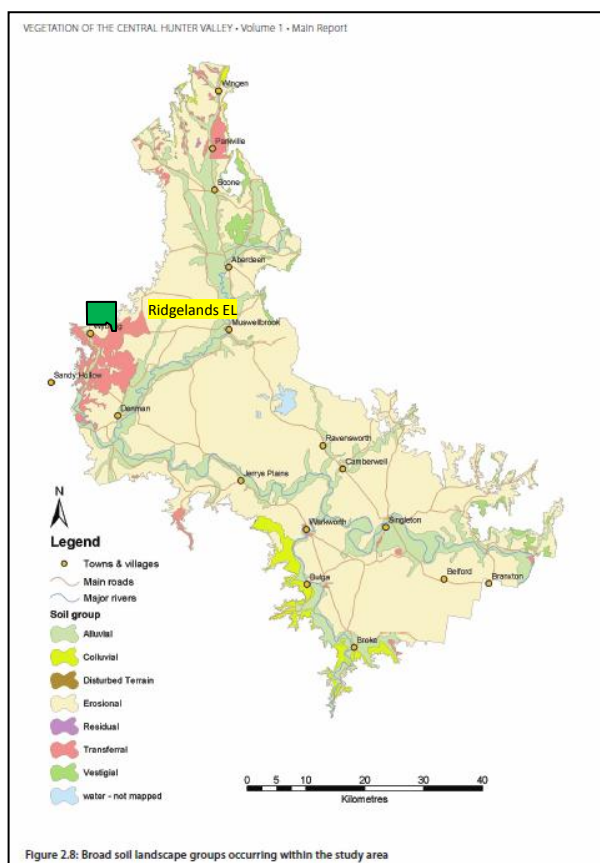 VEGETATION OF THE CENTRAL HUNTER VALLEY • Volume 1 • Main Report
Wingen
Parkville
Scone
Aberdeen
Ridgelands EL
Muswellbrook
Sandy Hollow
Denman
Ravensworth
Camberwell
Jerrys Plains
N
Warkworth
Singleton
Legend
Towns & villages
Main roads
Major rivers
Bulga
Belford
Branxton
Soil group
Alluvial
Broke
Colluvial
Disturbed Terrain
Erosional
Residual
Transferral
Vestigial
water - not mapped
0 10 20 40
Kilometres
Figure 2.8: Broad soil landscape groups occurring within the study area